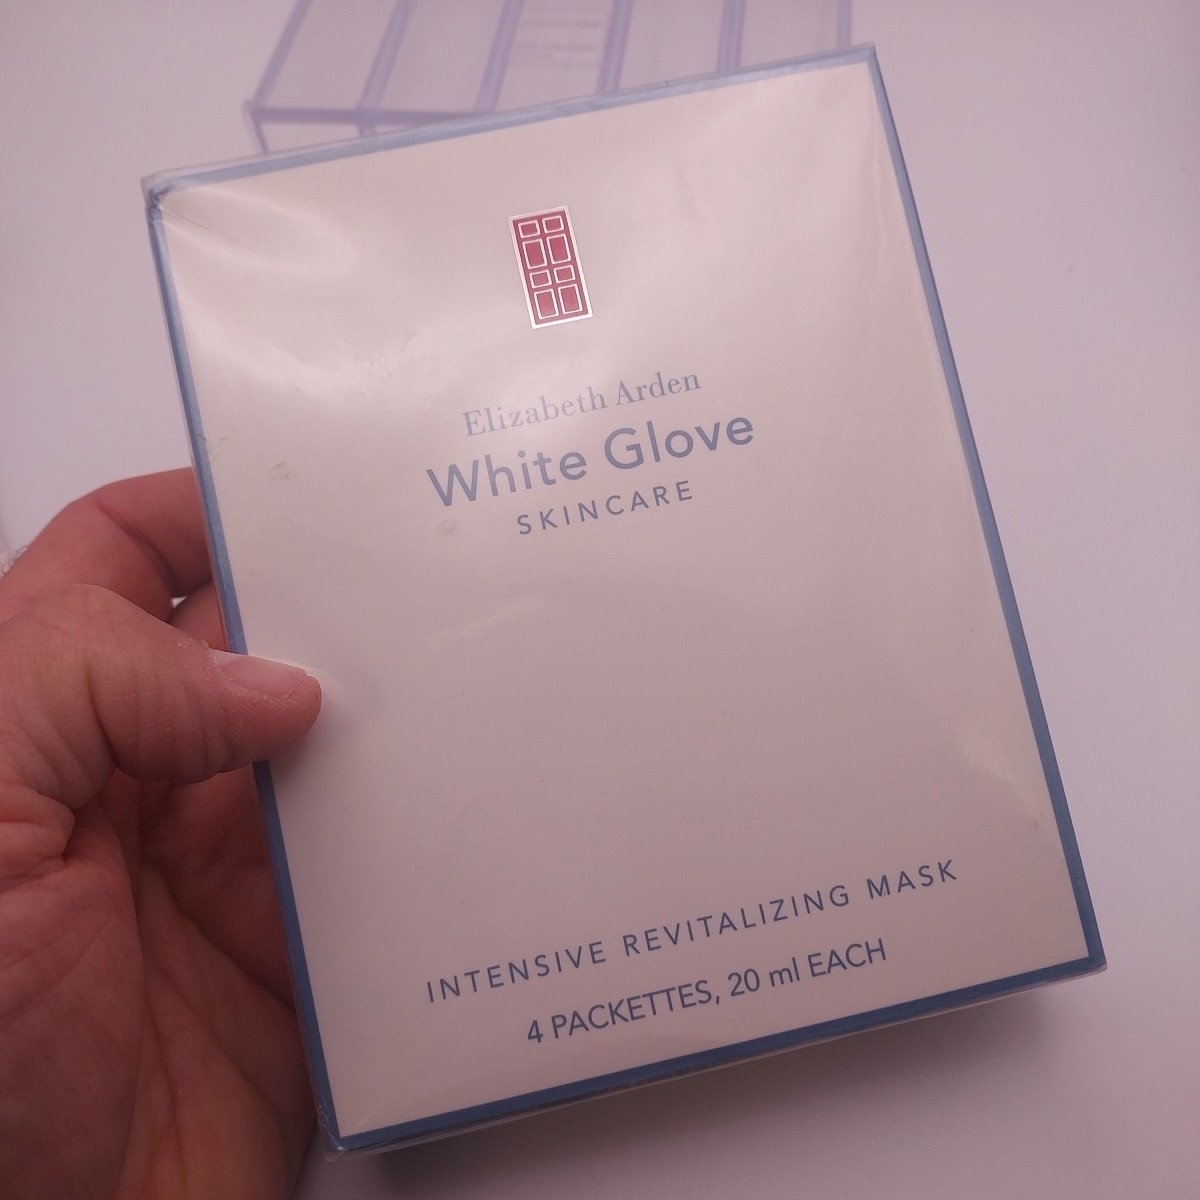 Elizabeth Arden
White Glove
SKINCARE
INTENSIVE REVITALIZING MASK
4 PACKETTES, 20 ml EACH